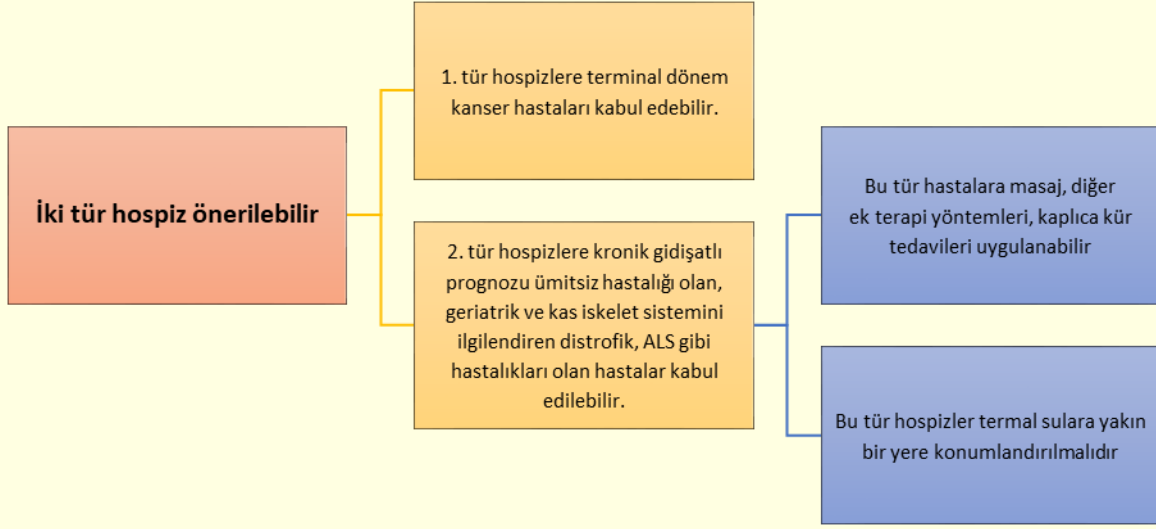 İki tür hospiz önerilebilir
1. tür hospizlere terminal dönem
kanser hastaları kabul edebilir.
2. tür hospizlere kronik gidişatlı
prognozu ümitsiz hastalığı olan,
geriatrik ve kas iskelet sistemini
ilgilendiren distrofik, ALS gibi
hastalıkları olan hastalar kabul
edilebilir.
Bu tür hastalara masaj, diğer
ek terapi yöntemleri, kaplıca kür
tedavileri uygulanabilir
Bu tür hospizler termal sulara yakın
bir yere konumlandırılmalıdır